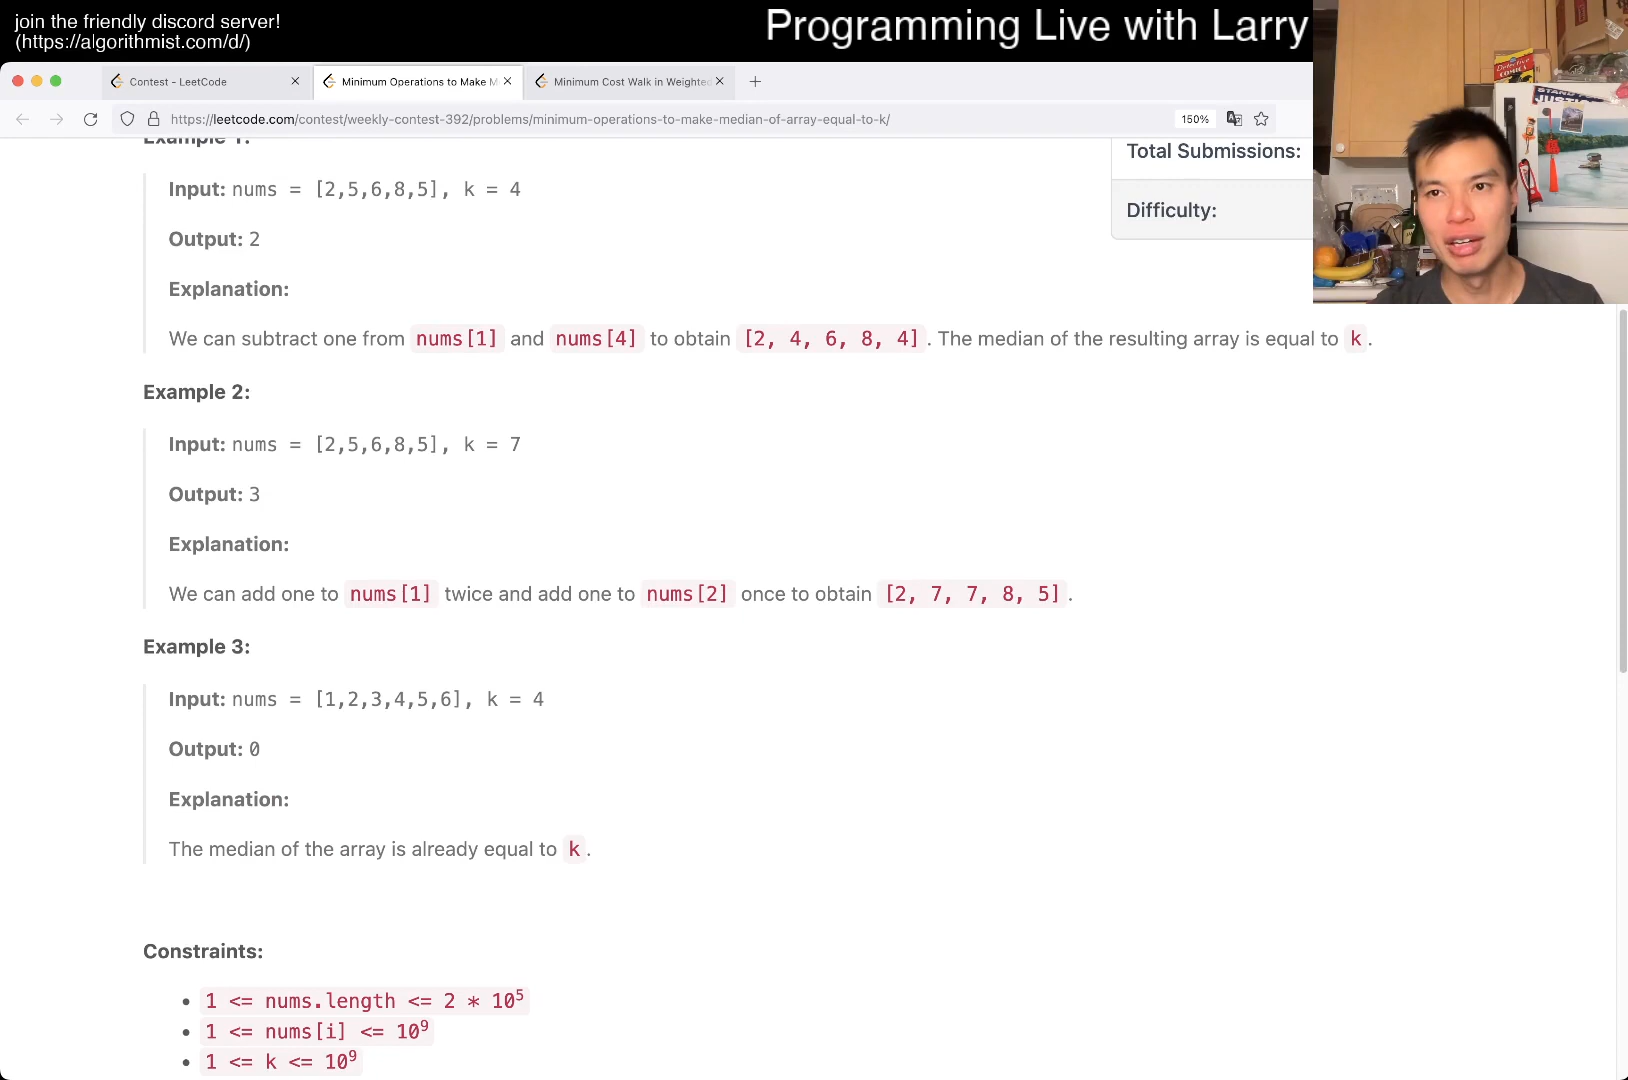 join the friendly discord server!
(https://algorithmist.com/d/)
Programming Live with Larry
Contest - LeetCode
Minimum Operations to Make M
Minimum Cost Walk in Weighted
https://leetcode.com/contest/weekly-contest-392/problems/minimum-operations-to-make-median-of-array-equal-to-k/
150%
Example 1:
Total Submissions:
Difficulty:
Input: nums = [2,5,6,8,5], k = 4
Output: 2
Explanation:
We can subtract one from nums[1] and nums[4] to obtain [2, 4, 6, 8, 4]. The median of the resulting array is equal to k.
Example 2:
Input: nums = [2,5,6,8,5], k = 7
Output: 3
Explanation:
We can add one to nums[1] twice and add one to nums[2] once to obtain [2, 7, 7, 8, 5].
Example 3:
Input: nums = [1,2,3,4,5,6], k = 4
Output: 0
Explanation:
The median of the array is already equal to k.
Constraints:
• 1 <= nums.length <= 2 * 10⁵
• 1 <= nums[i] <= 10⁹
• 1 <= k <= 10⁹